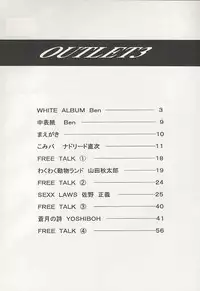 OUTLET3
WHITE ALBUM Ben 3
中表紙 Ben 9
まえがき 10
こみパ ナドリード直次 11
FREE TALK ① 18
わくわく動物ランド 山田秋太郎 19
FREE TALK ② 24
SEXX LAWS 佐野 正義 25
FREE TALK ③ 40
蒼月の詩 YOSHIBOH 41
FREE TALK ④ 56